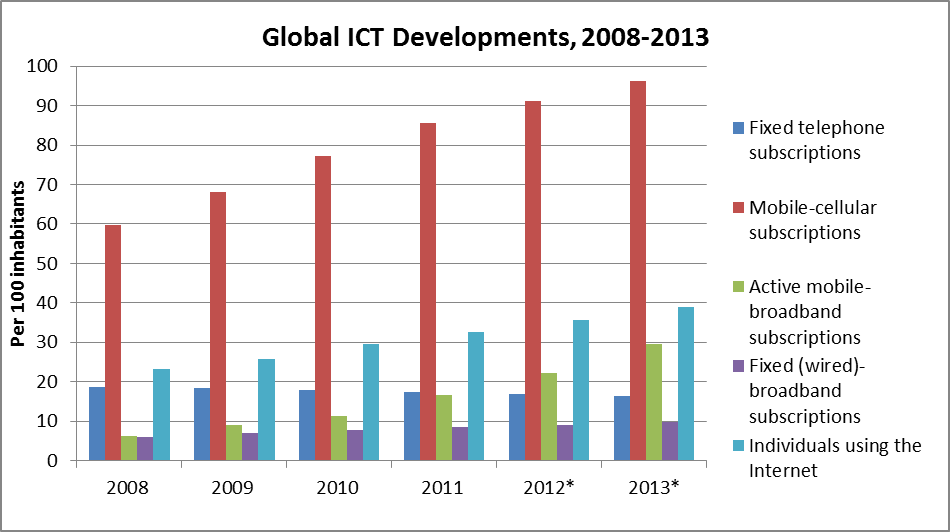 Global ICT Developments, 2008-2013
Per 100 inhabitants
100
90
80
70
60
50
40
30
20
10
0
2008 2009 2010 2011 2012* 2013*
Fixed telephone
subscriptions
Mobile-cellular
subscriptions
Active mobile-
broadband
subscriptions
Fixed (wired)-
broadband
subscriptions
Individuals using the
Internet